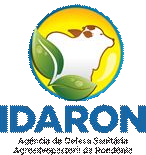 IDARON
Agência de Defesa Sanitária
Agrosilvopastoril de Rondônia